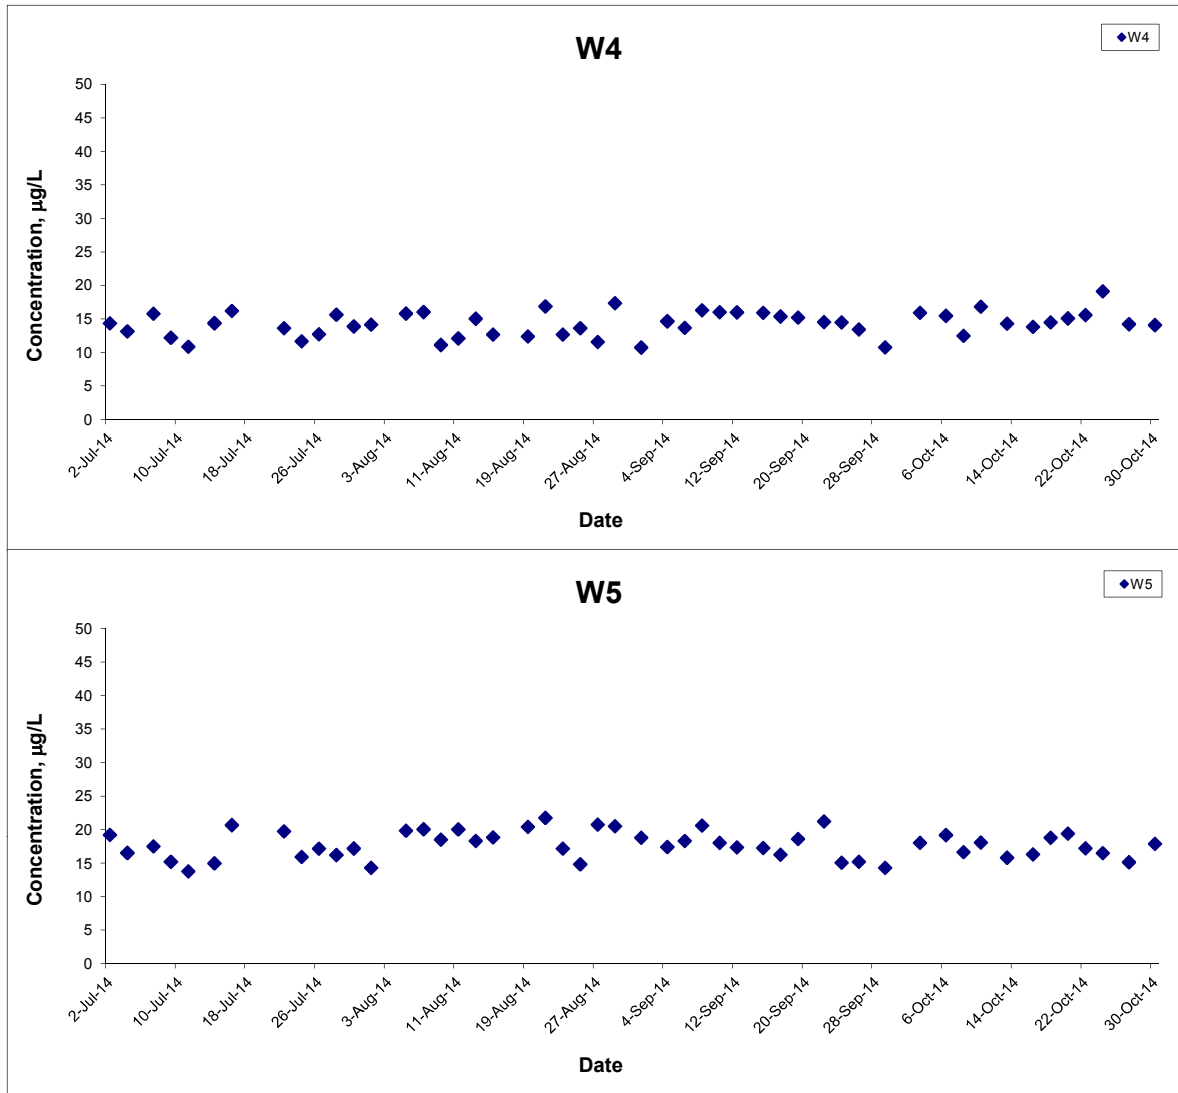 W4
W4
50
45
40
35
30
25
20
15
10
5
0
Concentration, µg/L
2-Jul-14
10-Jul-14
18-Jul-14
26-Jul-14
3-Aug-14
11-Aug-14
19-Aug-14
27-Aug-14
4-Sep-14
12-Sep-14
20-Sep-14
28-Sep-14
6-Oct-14
14-Oct-14
22-Oct-14
30-Oct-14
Date
W5
W5
50
45
40
35
30
25
20
15
10
5
0
Concentration, µg/L
2-Jul-14
10-Jul-14
18-Jul-14
26-Jul-14
3-Aug-14
11-Aug-14
19-Aug-14
27-Aug-14
4-Sep-14
12-Sep-14
20-Sep-14
28-Sep-14
6-Oct-14
14-Oct-14
22-Oct-14
30-Oct-14
Date